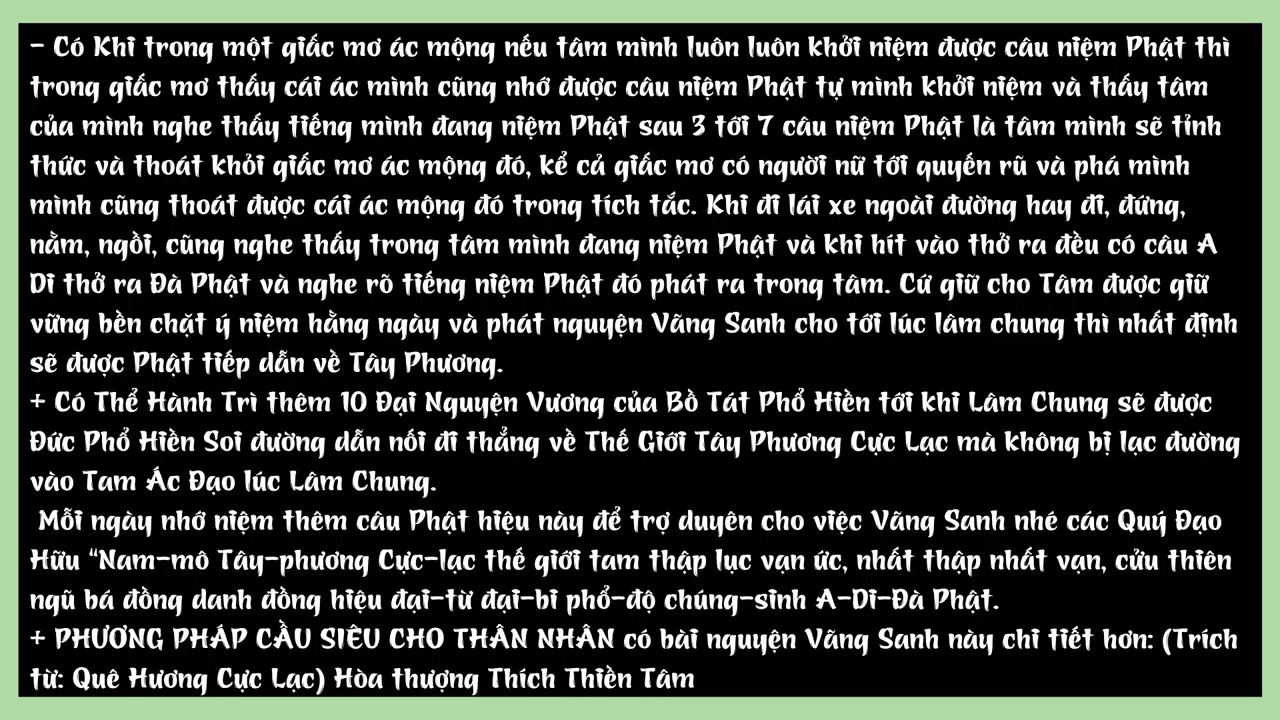 - Có Khi trong một giấc mơ ác mộng nếu tâm mình luôn luôn khởi niệm được câu niệm Phật thì
trong giấc mơ thấy cái ác mình cũng nhớ được câu niệm Phật tự mình khởi niệm và thấy tâm
của mình nghe thấy tiếng mình đang niệm Phật sau 3 tới 7 câu niệm Phật là tâm mình sẽ tỉnh
thức và thoát khỏi giấc mơ ác mộng đó, kể cả giấc mơ có người nữ tới quyến rũ và phá mình
mình cũng thoát được cái ác mộng đó trong tích tắc. Khi đi lái xe ngoài đường hay đi, đứng,
nằm, ngồi, cũng nghe thấy trong tâm mình đang niệm Phật và khi hít vào thở ra đều có câu A
Di thở ra Đà Phật và nghe rõ tiếng niệm Phật đó phát ra trong tâm. Cứ giữ cho Tâm được giữ
vững bền chặt ý niệm hằng ngày và phát nguyện Vãng Sanh cho tới lúc lâm chung thì nhất định
sẽ được Phật tiếp dẫn về Tây Phương.
+ Có Thể Hành Trì thêm 10 Đại Nguyện Vương của Bồ Tát Phổ Hiền tới khi Lâm Chung sẽ được
Đức Phổ Hiền Soi đường dẫn nối đi thẳng về Thế Giới Tây Phương Cực Lạc mà không bị lạc đường
vào Tam Ác Đạo lúc Lâm Chung.
Mỗi ngày nhớ niệm thêm câu Phật hiệu này để trợ duyên cho việc Vãng Sanh nhé các Quý Đạo
Hữu "Nam-mô Tây-phương Cực-lạc thế giới tam thập lục vạn ức, nhất thập nhất vạn, cửu thiên
ngũ bá đồng danh đồng hiệu đại-từ đại-bi phổ-độ chúng-sinh A-Di-Đà Phật.
+ PHƯƠNG PHÁP CẦU SIÊU CHO THÂN NHÂN có bài nguyện Vãng Sanh này chi tiết hơn: (Trích
từ: Quê Hương Cực Lạc) Hòa thượng Thích Thiền Tâm